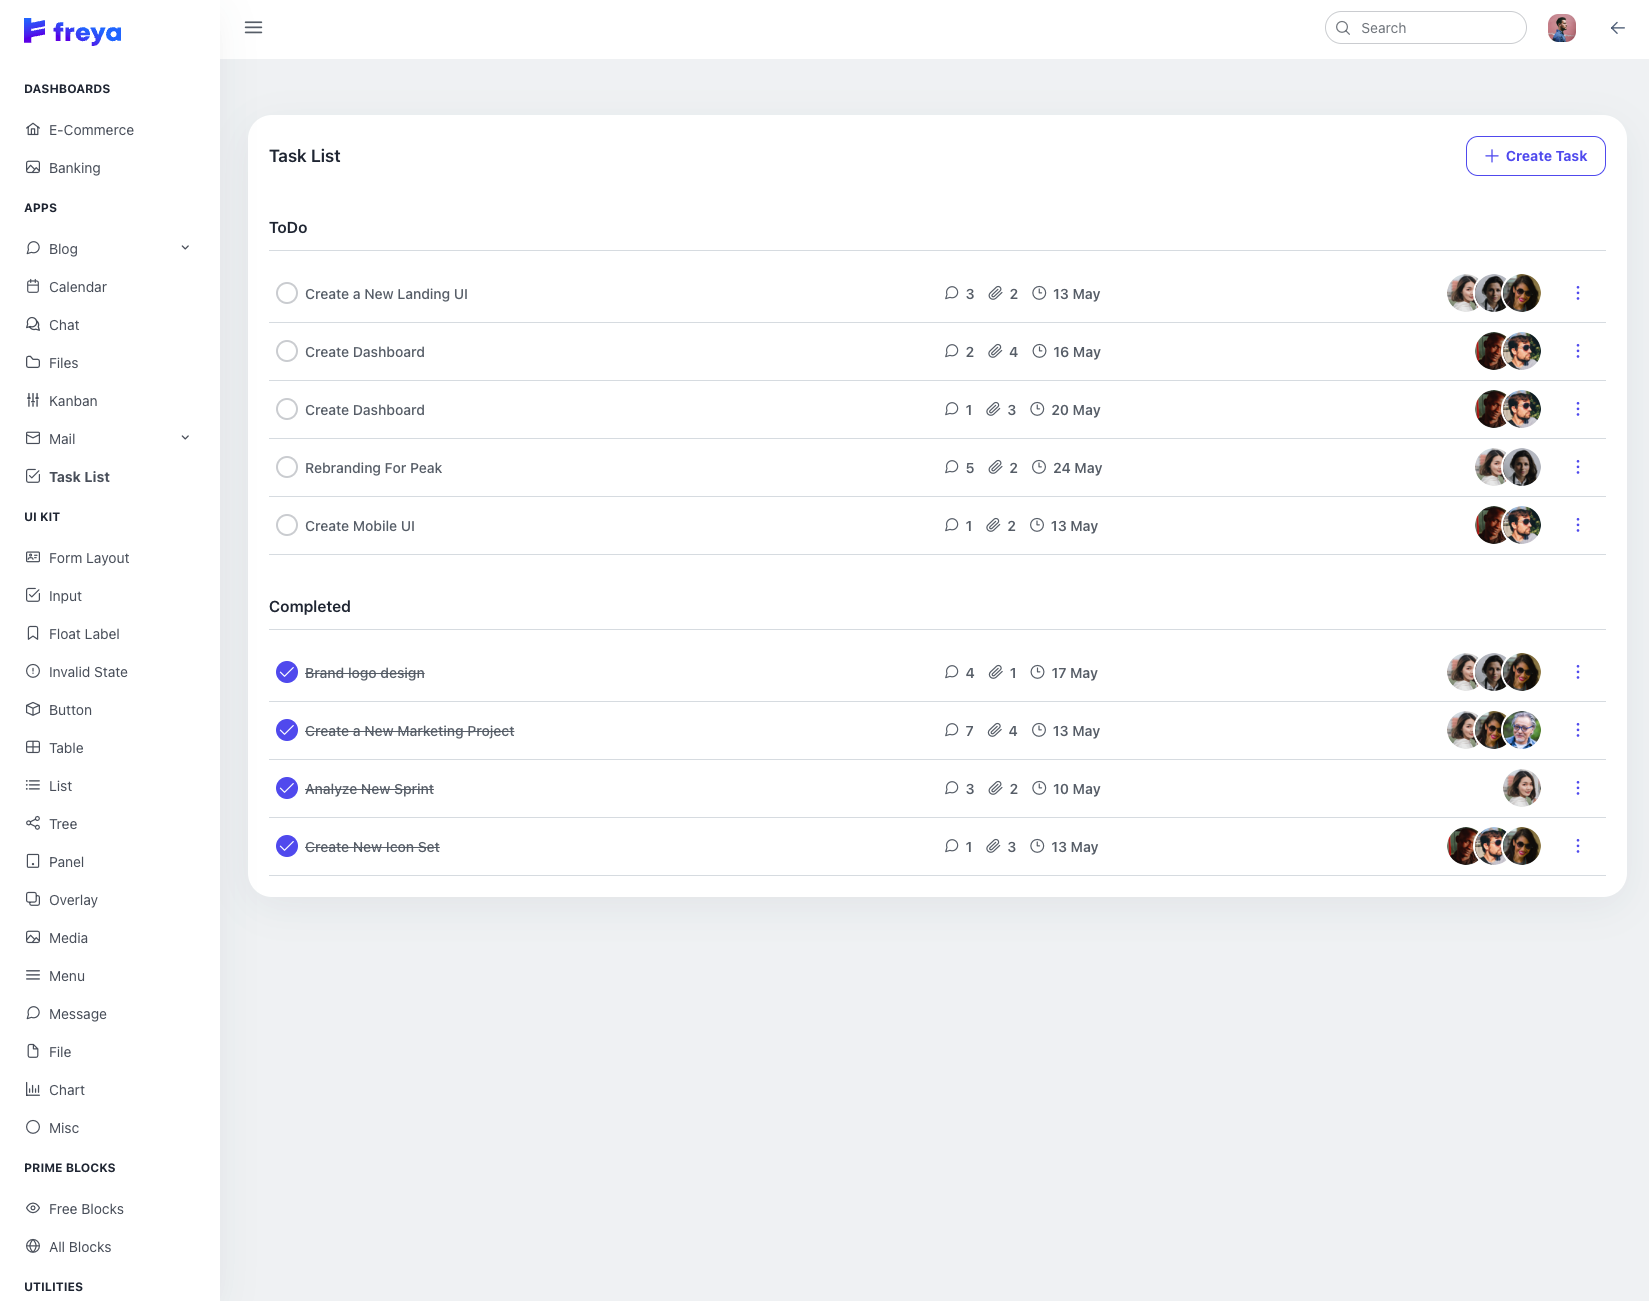 freya
Search
DASHBOARDS
E-Commerce
Banking
APPS
Blog
Calendar
Chat
Files
Kanban
Mail
Task List
UI KIT
Form Layout
Input
Float Label
Invalid State
Button
Table
List
Tree
Panel
Overlay
Media
Menu
Message
File
Chart
Misc
PRIME BLOCKS
Free Blocks
All Blocks
UTILITIES
Task List
Create Task
ToDo
Create a New Landing UI 3 2 13 May
Create Dashboard 2 4 16 May
Create Dashboard 1 3 20 May
Rebranding For Peak 5 2 24 May
Create Mobile UI 1 2 13 May
Completed
Brand logo design 4 1 17 May
Create a New Marketing Project 7 4 13 May
Analyze New Sprint 3 2 10 May
Create New Icon Set 1 3 13 May